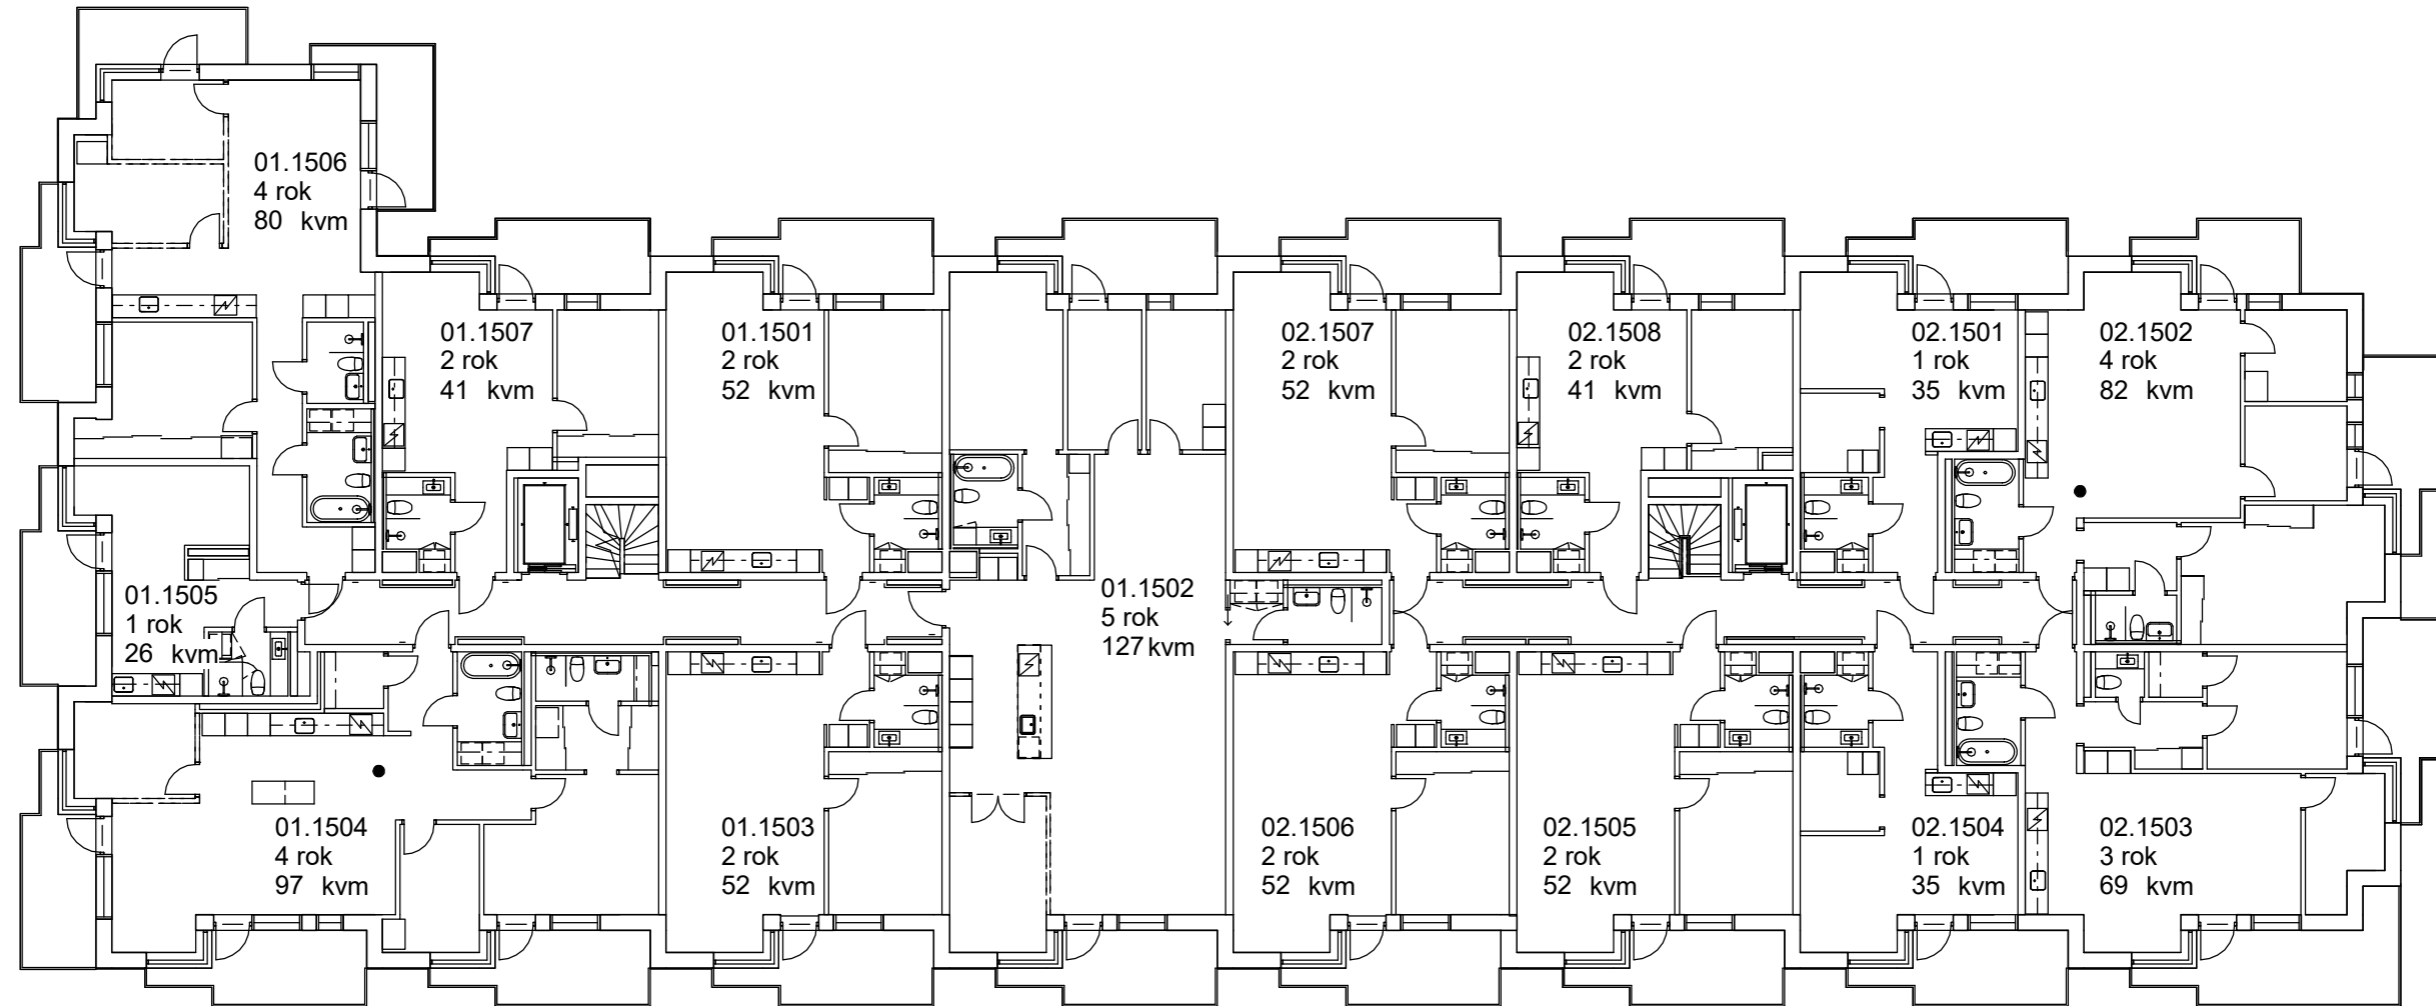 01.1506
4 rok
80 kvm
01.1507
2 rok
41 kvm
01.1501
2 rok
52 kvm
02.1507
2 rok
52 kvm
02.1508
2 rok
41 kvm
02.1501
1 rok
35 kvm
02.1502
4 rok
82 kvm
01.1505
1 rok
26 kvm
01.1502
5 rok
127 kvm
01.1504
4 rok
97 kvm
01.1503
2 rok
52 kvm
02.1506
2 rok
52 kvm
02.1505
2 rok
52 kvm
02.1504
1 rok
35 kvm
02.1503
3 rok
69 kvm